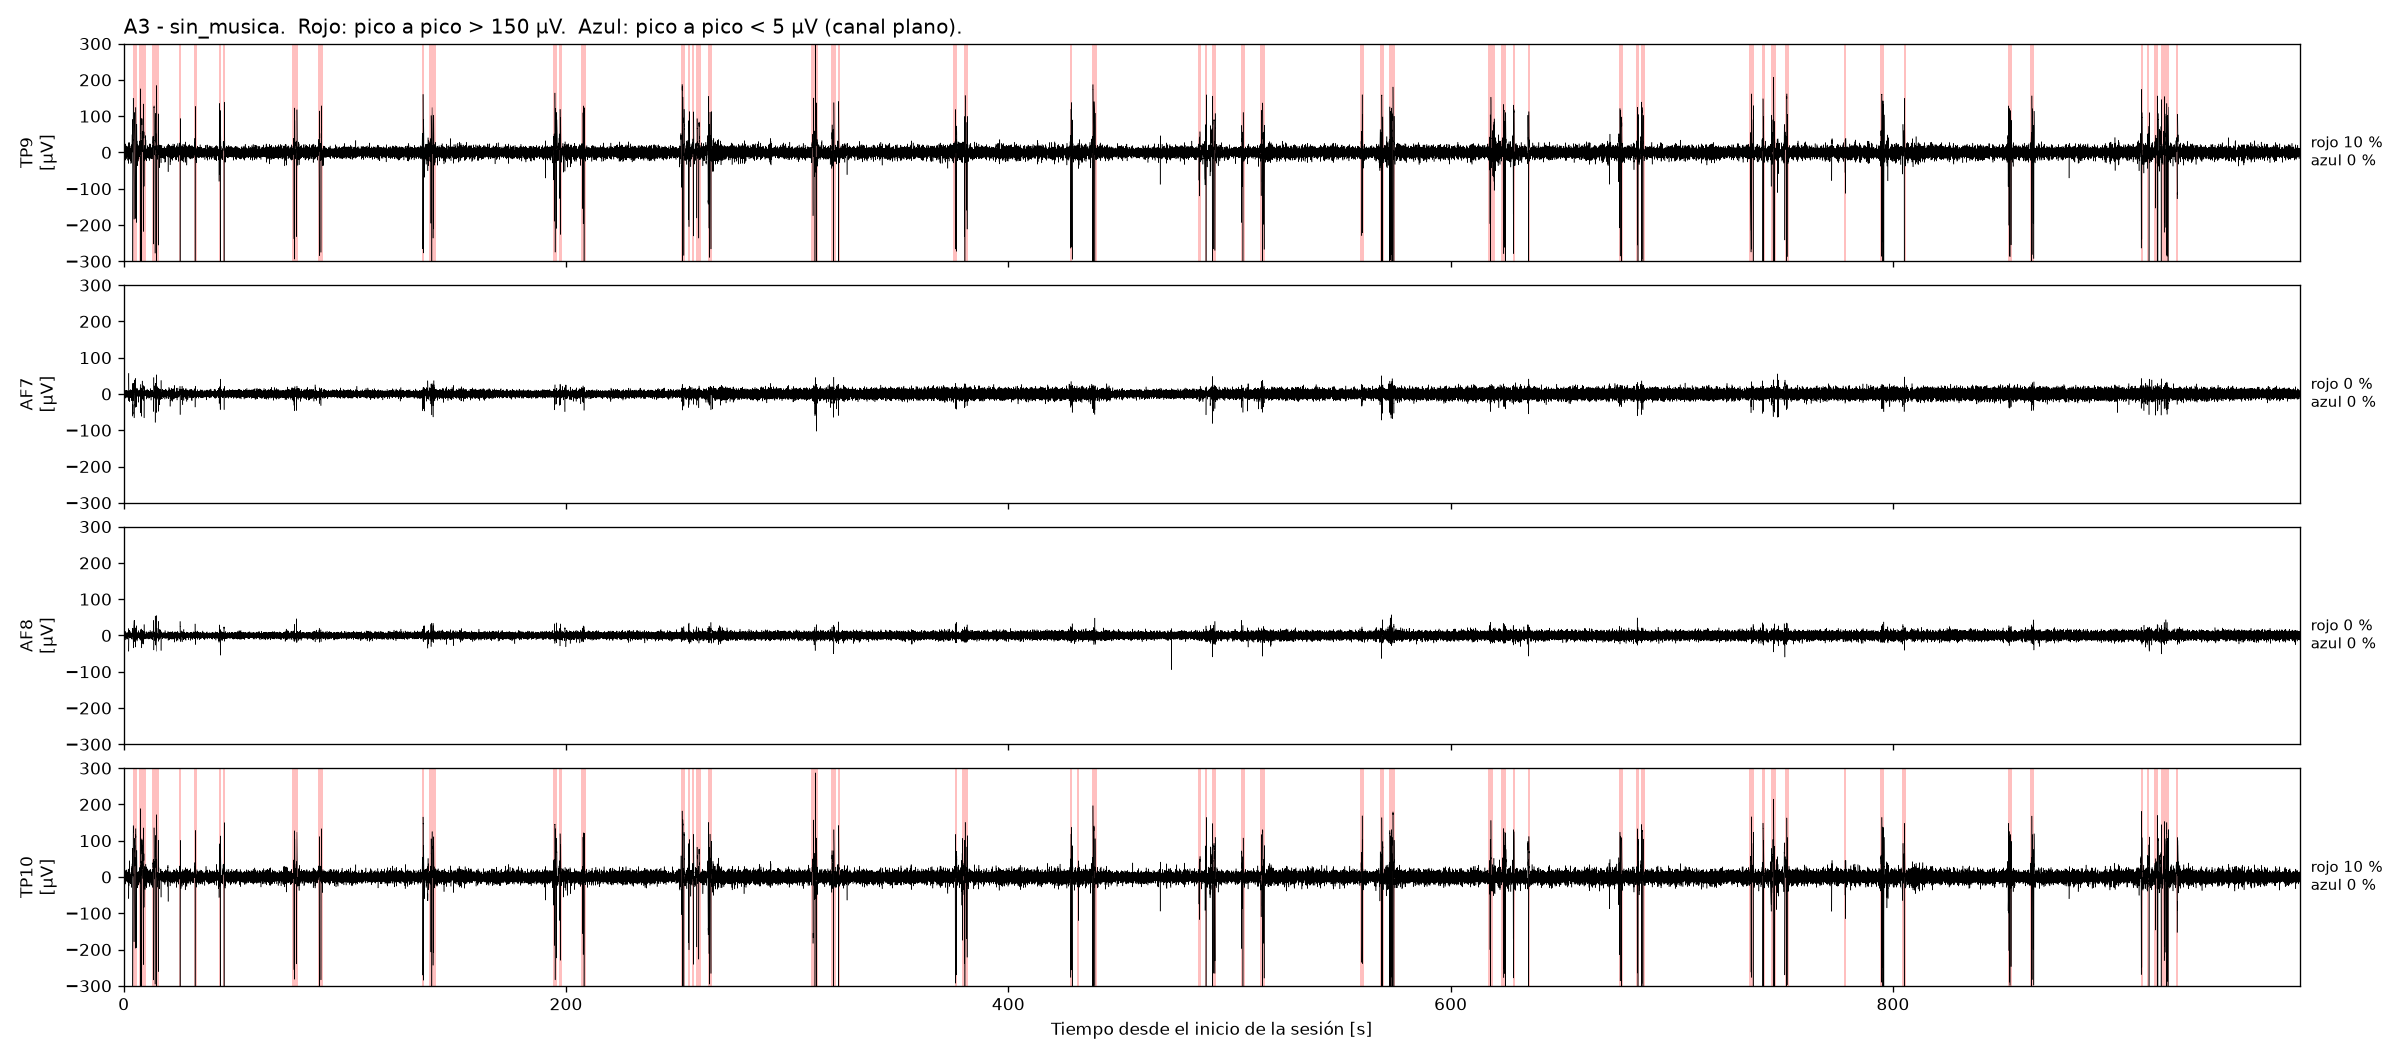 A3 - sin_musica.  Rojo: pico a pico > 150 µV.  Azul: pico a pico < 5 µV (canal plano).
300
200
100
0
−100
−200
−300
TP9
[µV]
rojo 10 %
azul 0 %
300
200
100
0
−100
−200
−300
AF7
[µV]
rojo 0 %
azul 0 %
300
200
100
0
−100
−200
−300
AF8
[µV]
rojo 0 %
azul 0 %
300
200
100
0
−100
−200
−300
TP10
[µV]
rojo 10 %
azul 0 %
0
200
400
600
800
Tiempo desde el inicio de la sesión [s]